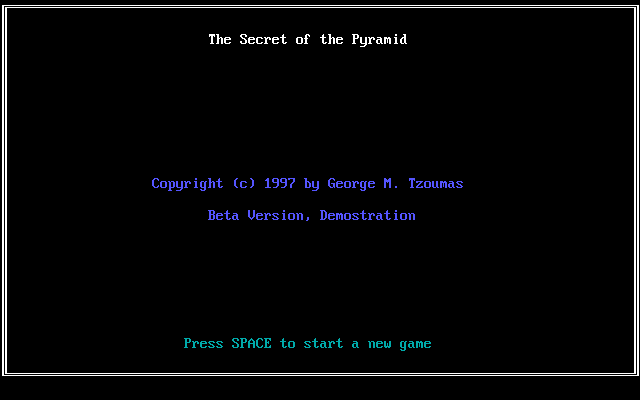 The Secret of the Pyramid
Copyright (c) 1997 by George M. Tzoumas
Beta Version, Demostration
Press SPACE to start a new game